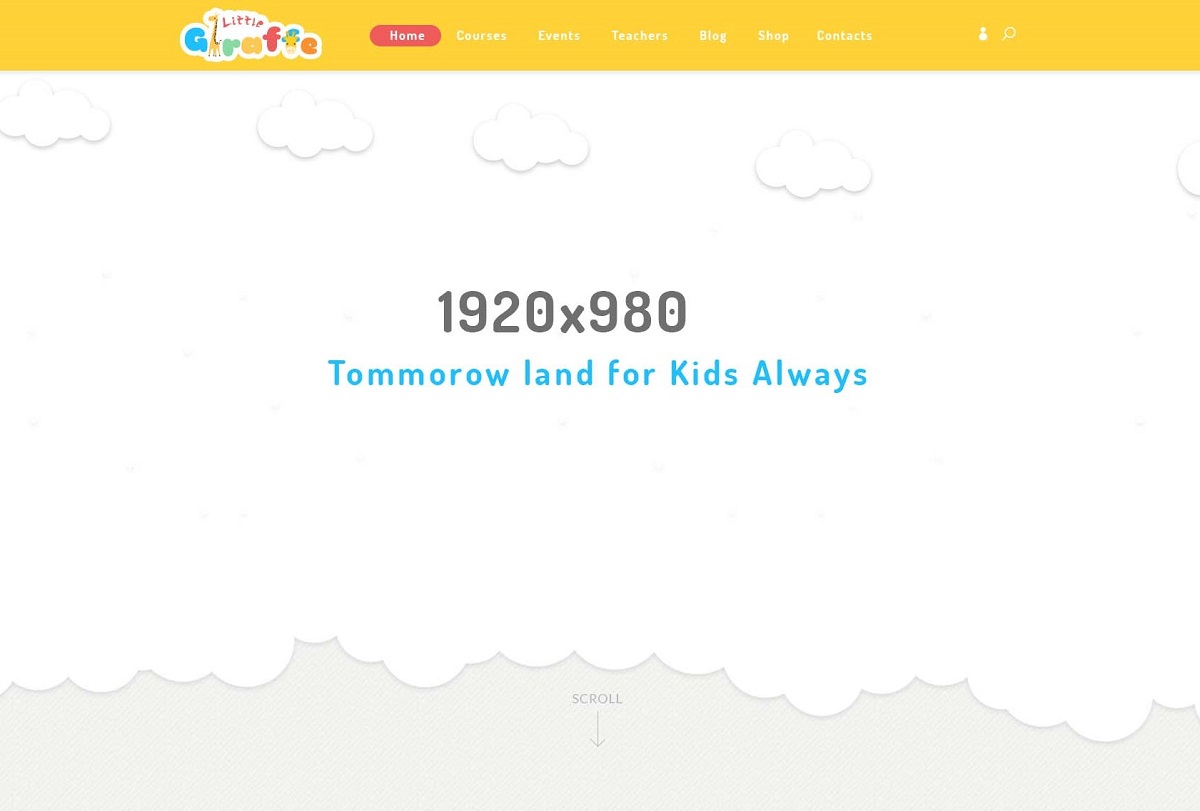 Little
Giraffe
Home Courses Events Teachers Blog Shop Contacts
1920x980
Tommorow land for Kids Always
SCROLL